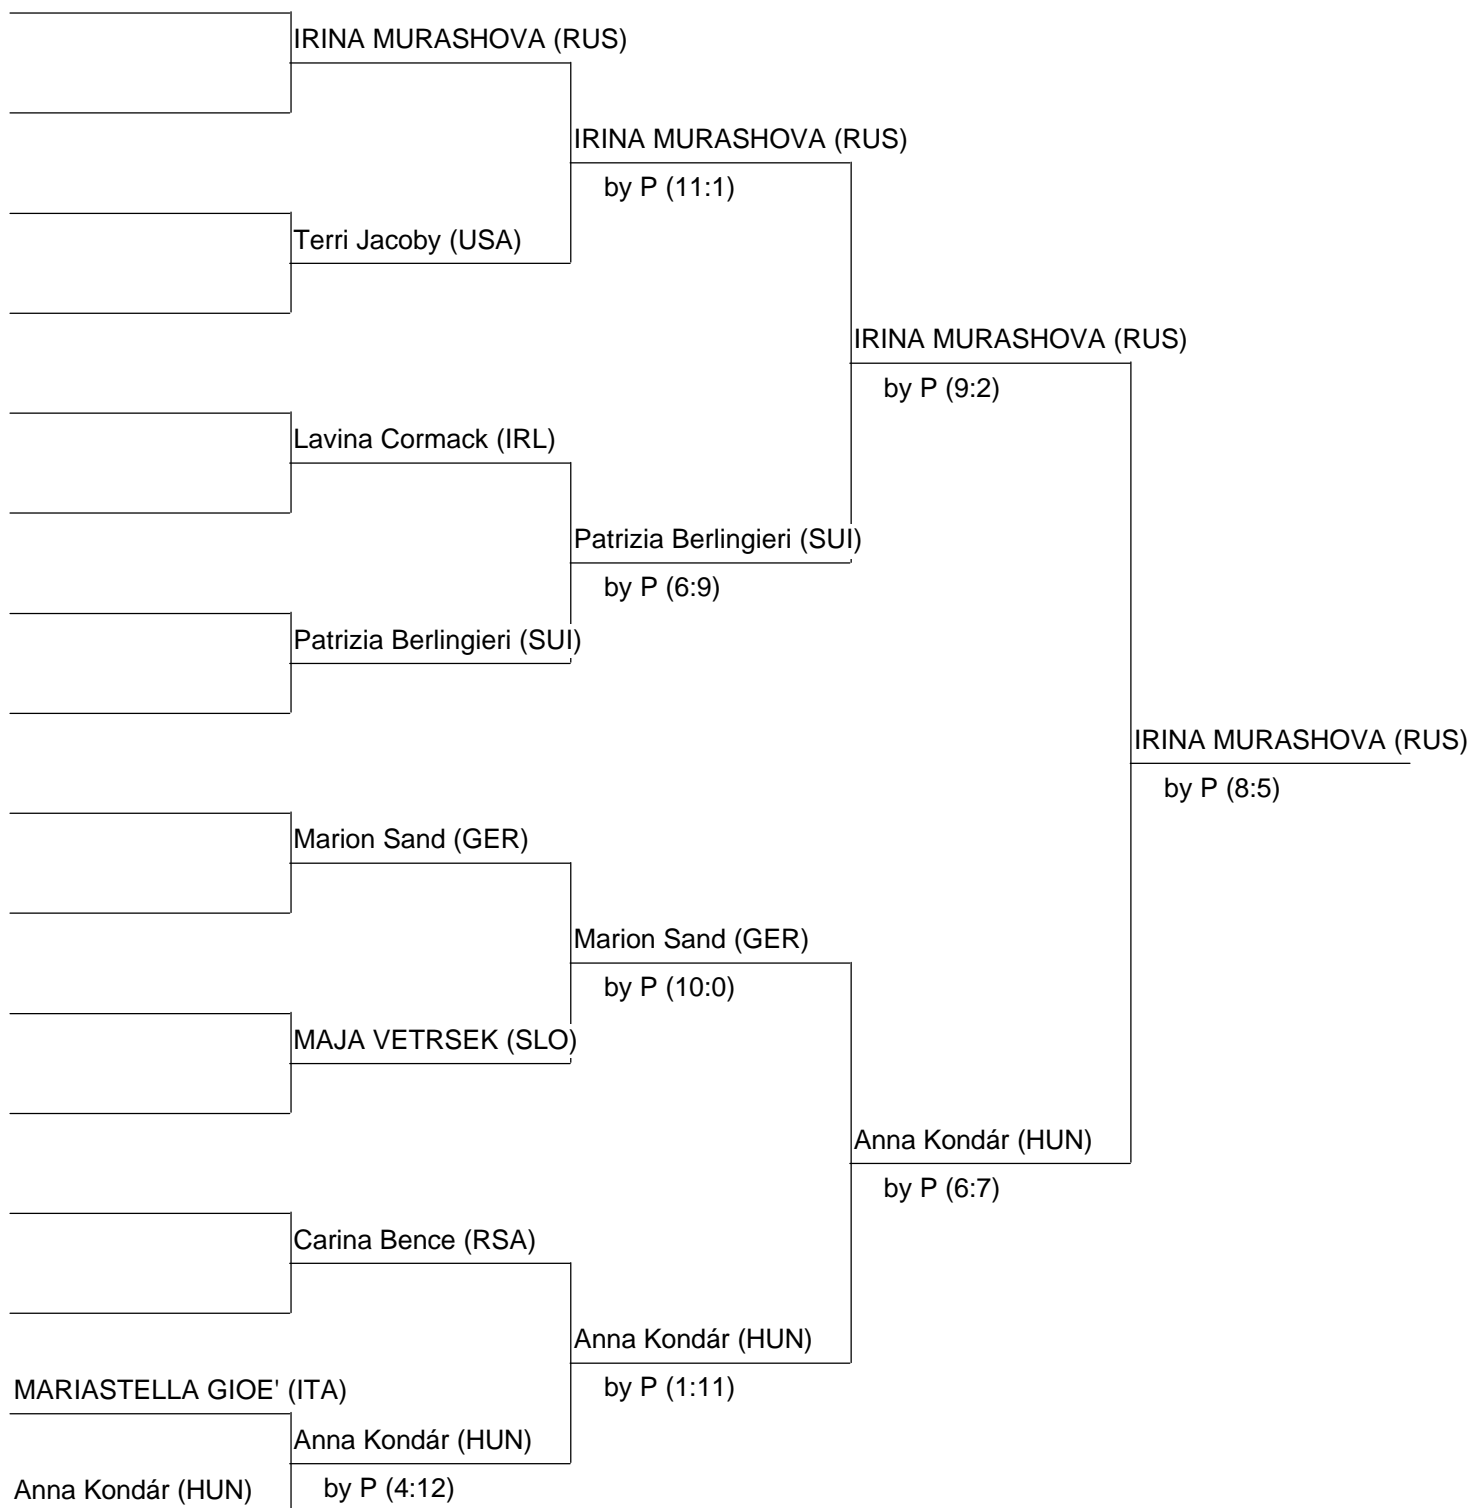 IRINA MURASHOVA (RUS)
IRINA MURASHOVA (RUS)
by P (11:1)
Terri Jacoby (USA)
IRINA MURASHOVA (RUS)
by P (9:2)
Lavina Cormack (IRL)
Patrizia Berlingieri (SUI)
by P (6:9)
Patrizia Berlingieri (SUI)
IRINA MURASHOVA (RUS)
by P (8:5)
Marion Sand (GER)
Marion Sand (GER)
by P (10:0)
MAJA VETRSEK (SLO)
Anna Kondár (HUN)
by P (6:7)
Carina Bence (RSA)
Anna Kondár (HUN)
by P (1:11)
MARIASTELLA GIOE' (ITA)
Anna Kondár (HUN)
by P (4:12)
Anna Kondár (HUN)